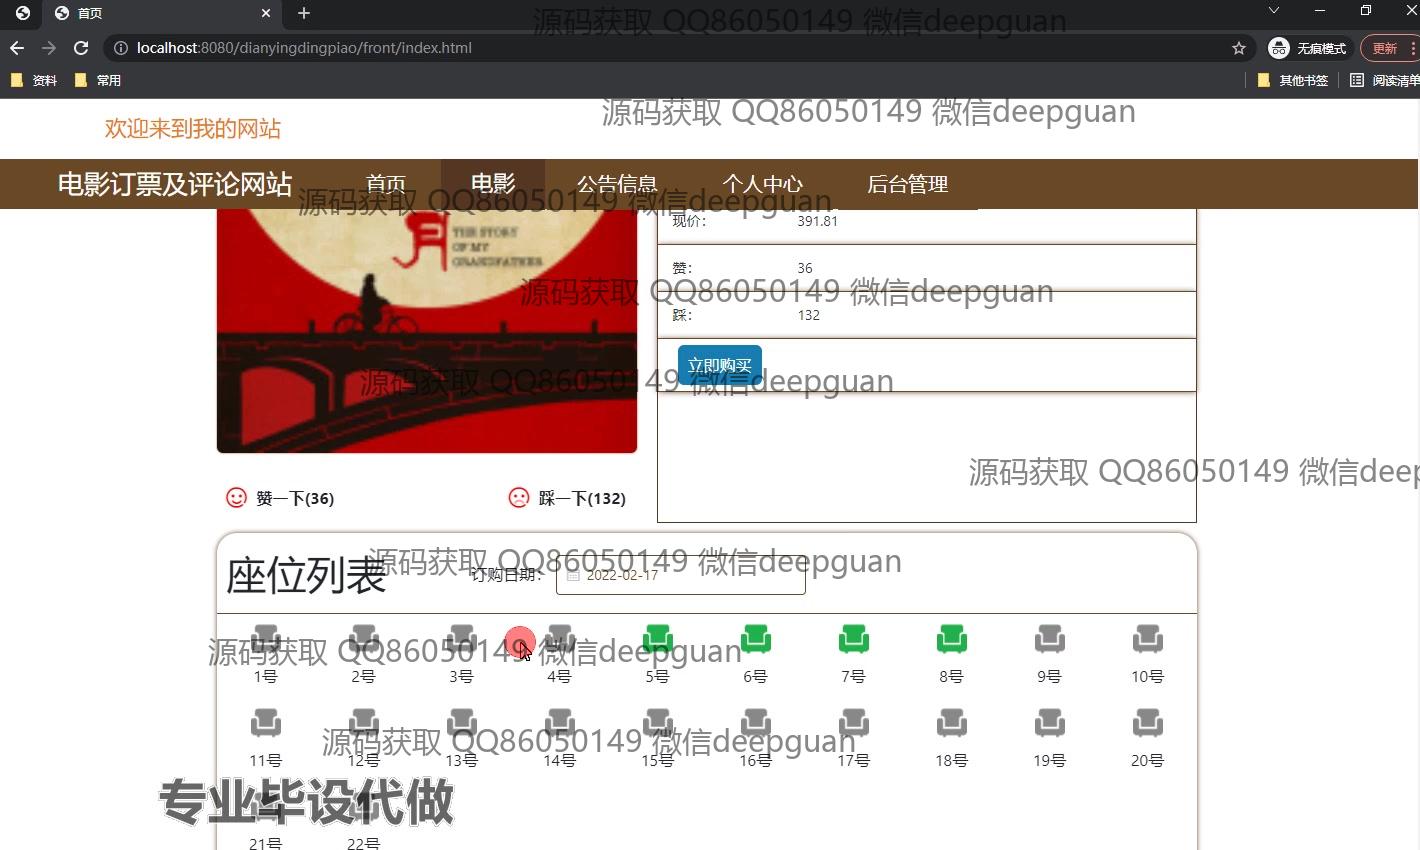 首页
localhost:8080/dianyingdingpiao/front/index.html
无痕模式
更新
资料
常用
其他书签
阅读清单
源码获取 QQ86050149 微信deepguan
源码获取 QQ86050149 微信deepguan
欢迎来到我的网站
电影订票及评论网站
首页
电影
公告信息
个人中心
后台管理
源码获取 QQ86050149 微信deepguan
现价：
391.81
THE STORY
OF MY
GRANDFATHER
赞：
36
源码获取 QQ86050149 微信deepguan
踩：
132
立即购买
源码获取 QQ86050149 微信deepguan
源码获取 QQ86050149 微信deep
赞一下(36)
踩一下(132)
座位列表
订购日期：
2022-02-17
源码获取 QQ86050149 微信deepguan
源码获取 QQ86050149 微信deepguan
1号
2号
3号
4号
5号
6号
7号
8号
9号
10号
源码获取 QQ86050149 微信deepguan
11号
12号
13号
14号
15号
16号
17号
18号
19号
20号
专业毕设代做
21号
22号